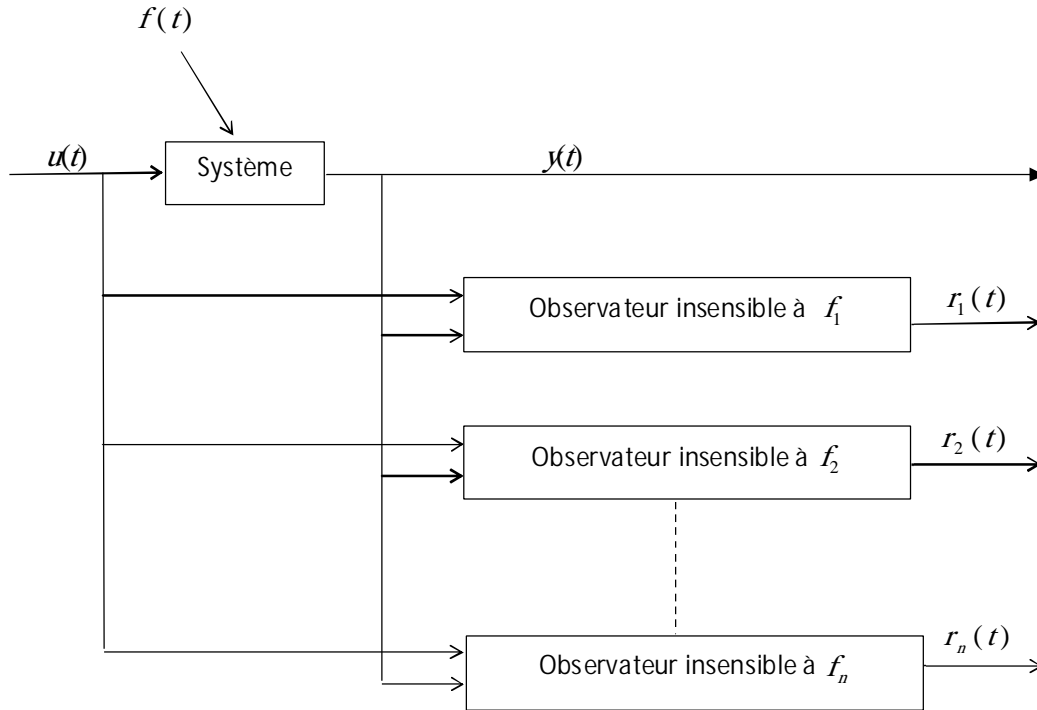 f(t)
u(t)
Système
y(t)
Observateur insensible à f₁
r₁(t)
Observateur insensible à f₂
r₂(t)
Observateur insensible à fₙ
rₙ(t)